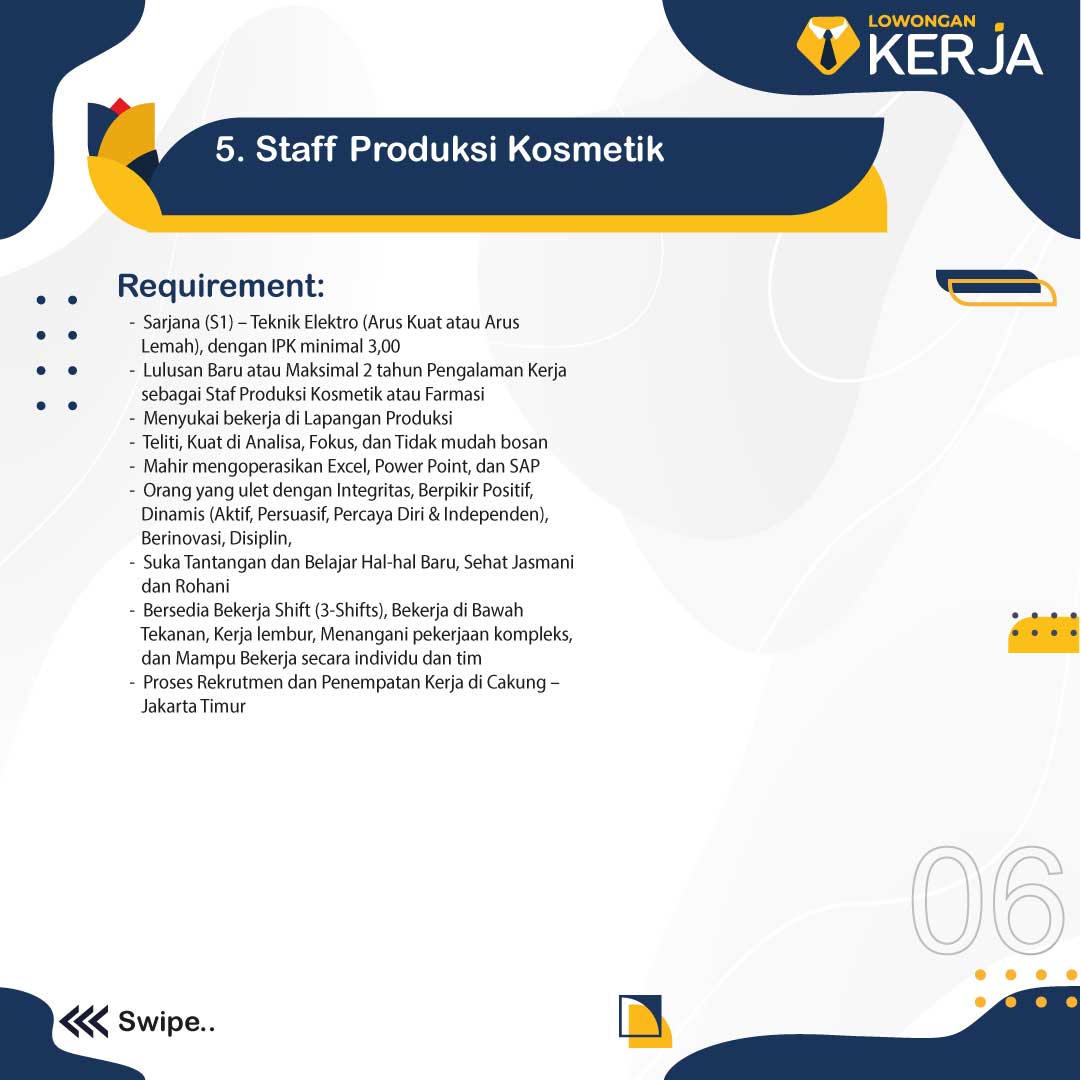 LOWONGAN
KERJA
5. Staff Produksi Kosmetik
Requirement:
- Sarjana (S1) – Teknik Elektro (Arus Kuat atau Arus
Lemah), dengan IPK minimal 3,00
- Lulusan Baru atau Maksimal 2 tahun Pengalaman Kerja
sebagai Staf Produksi Kosmetik atau Farmasi
- Menyukai bekerja di Lapangan Produksi
- Teliti, Kuat di Analisa, Fokus, dan Tidak mudah bosan
- Mahir mengoperasikan Excel, Power Point, dan SAP
- Orang yang ulet dengan Integritas, Berpikir Positif,
Dinamis (Aktif, Persuasif, Percaya Diri & Independen),
Berinovasi, Disiplin,
- Suka Tantangan dan Belajar Hal-hal Baru, Sehat Jasmani
dan Rohani
- Bersedia Bekerja Shift (3-Shifts), Bekerja di Bawah
Tekanan, Kerja lembur, Menangani pekerjaan kompleks,
dan Mampu Bekerja secara individu dan tim
- Proses Rekrutmen dan Penempatan Kerja di Cakung –
Jakarta Timur
06
Swipe..